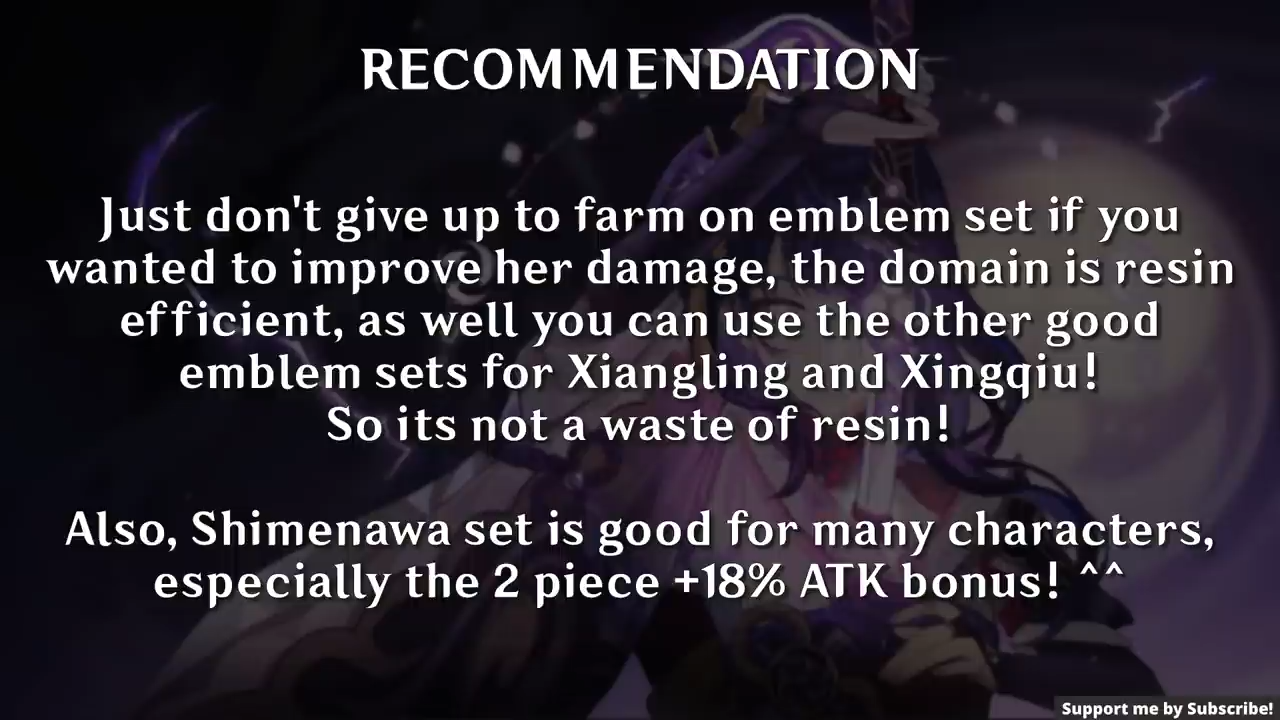 RECOMMENDATION
Just don't give up to farm on emblem set if you
wanted to improve her damage, the domain is resin
efficient, as well you can use the other good
emblem sets for Xiangling and Xingqiu!
So its not a waste of resin!
Also, Shimenawa set is good for many characters,
especially the 2 piece +18% ATK bonus! ^^
Support me by Subscribe!